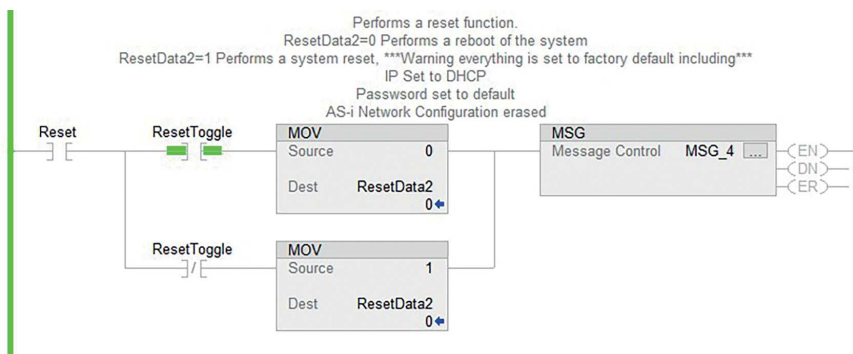 Performs a reset function.
ResetData2=0 Performs a reboot of the system
ResetData2=1 Performs a system reset, ***Warning everything is set to factory default including***
IP Set to DHCP
Passwsord set to default
AS-i Network Configuration erased
Reset
ResetToggle
MOV
Source 0
Dest ResetData2
0
MSG
Message Control MSG_4 ...
EN
DN
ER
ResetToggle
MOV
Source 1
Dest ResetData2
0